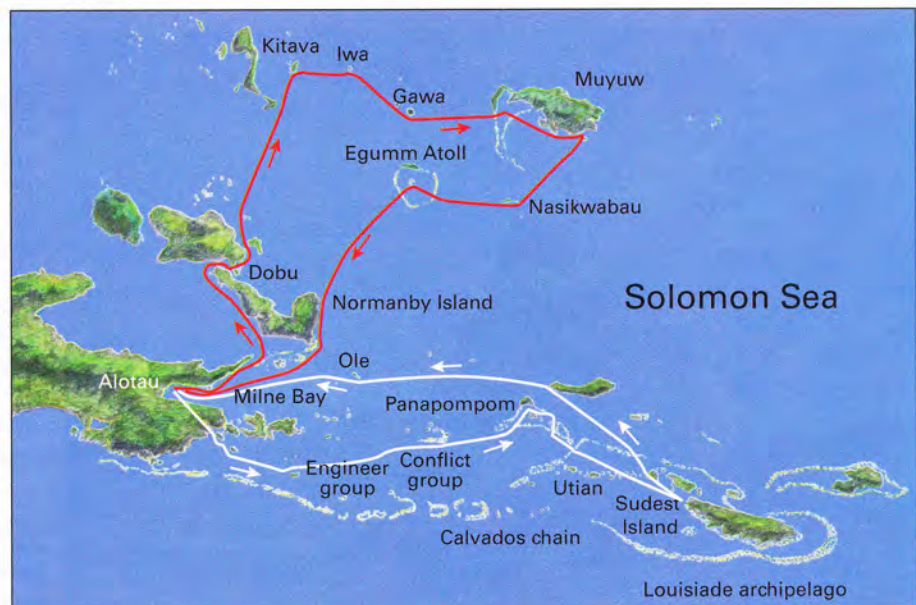 Kitava
Iwa
Muyuw
Gawa
Egumm Atoll
Nasikwabau
Dobu
Normanby Island
Solomon Sea
Ole
Alotau
Milne Bay
Panapompom
Engineer
group
Conflict
group
Utian
Sudest
Island
Calvados chain
Louisiade archipelago